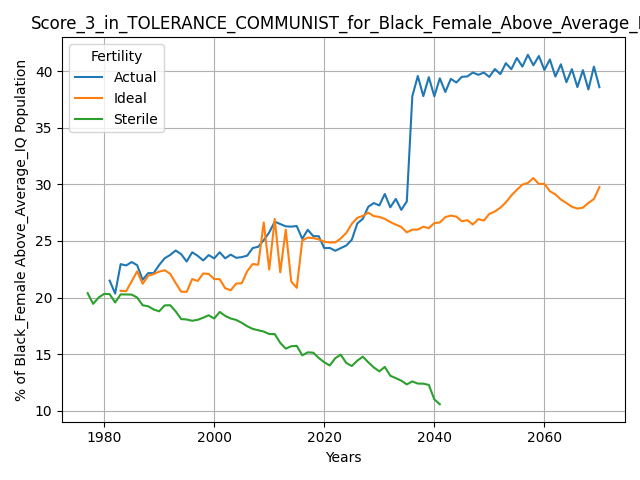 Score_3_in_TOLERANCE_COMMUNIST_for_Black_Female_Above_Average_I
% of Black_Female Above_Average_IQ Population
Fertility
Actual
Ideal
Sterile
40
35
30
25
20
15
10
1980
2000
2020
2040
2060
Years